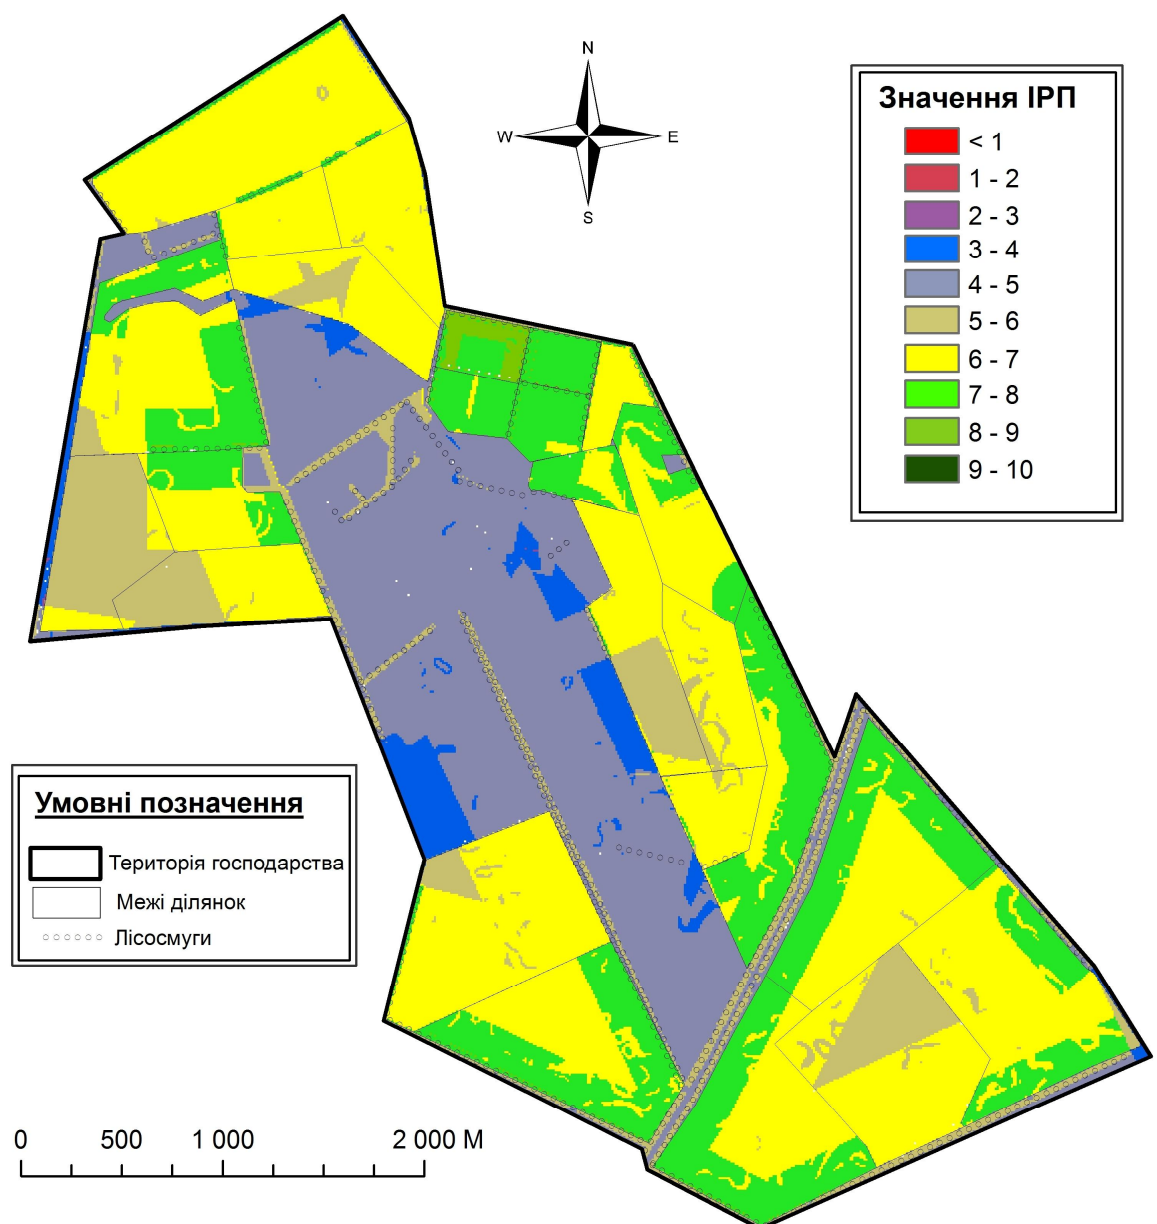 N
W
E
S
Значення ІРП
< 1
1 - 2
2 - 3
3 - 4
4 - 5
5 - 6
6 - 7
7 - 8
8 - 9
9 - 10
Умовні позначення
Територія господарства
Межі ділянок
Лісосмуги
0 500 1 000 2 000 М